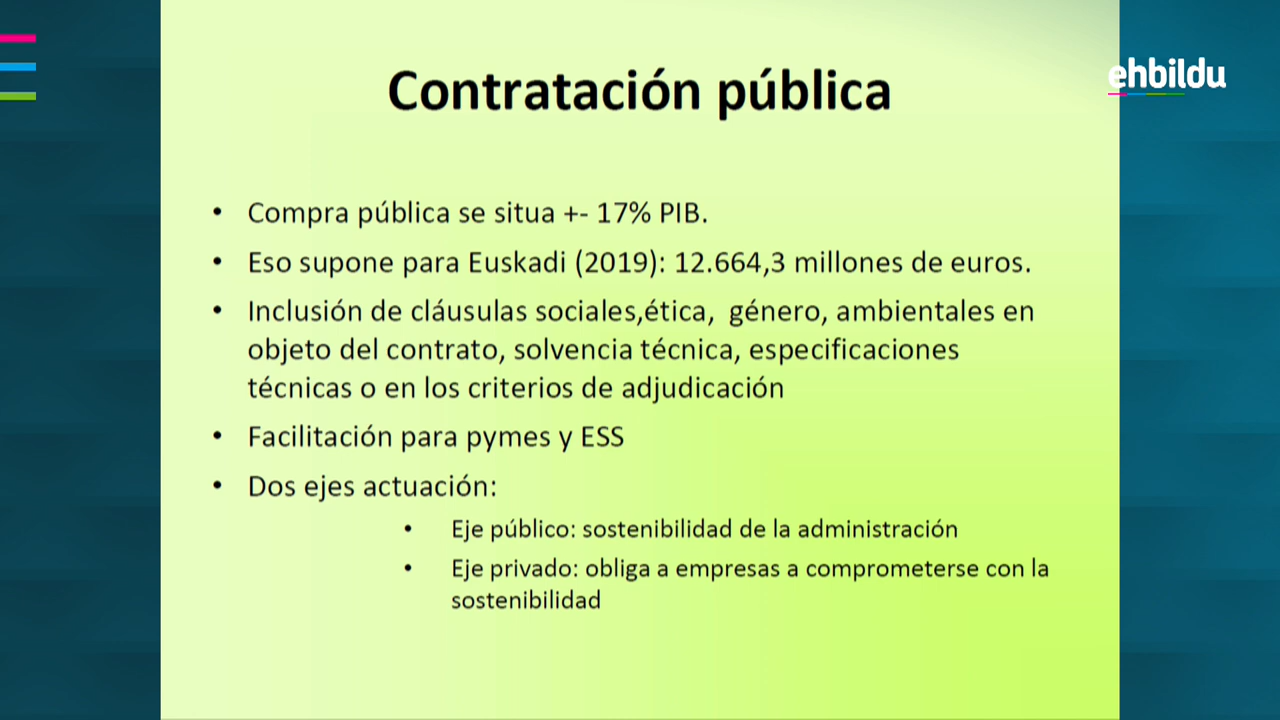 Contratación pública
ehbildu
• Compra pública se situa +- 17% PIB.
• Eso supone para Euskadi (2019): 12.664,3 millones de euros.
• Inclusión de cláusulas sociales,ética,  género, ambientales en
objeto del contrato, solvencia técnica, especificaciones
técnicas o en los criterios de adjudicación
• Facilitación para pymes y ESS
• Dos ejes actuación:
• Eje público: sostenibilidad de la administración
• Eje privado: obliga a empresas a comprometerse con la
sostenibilidad